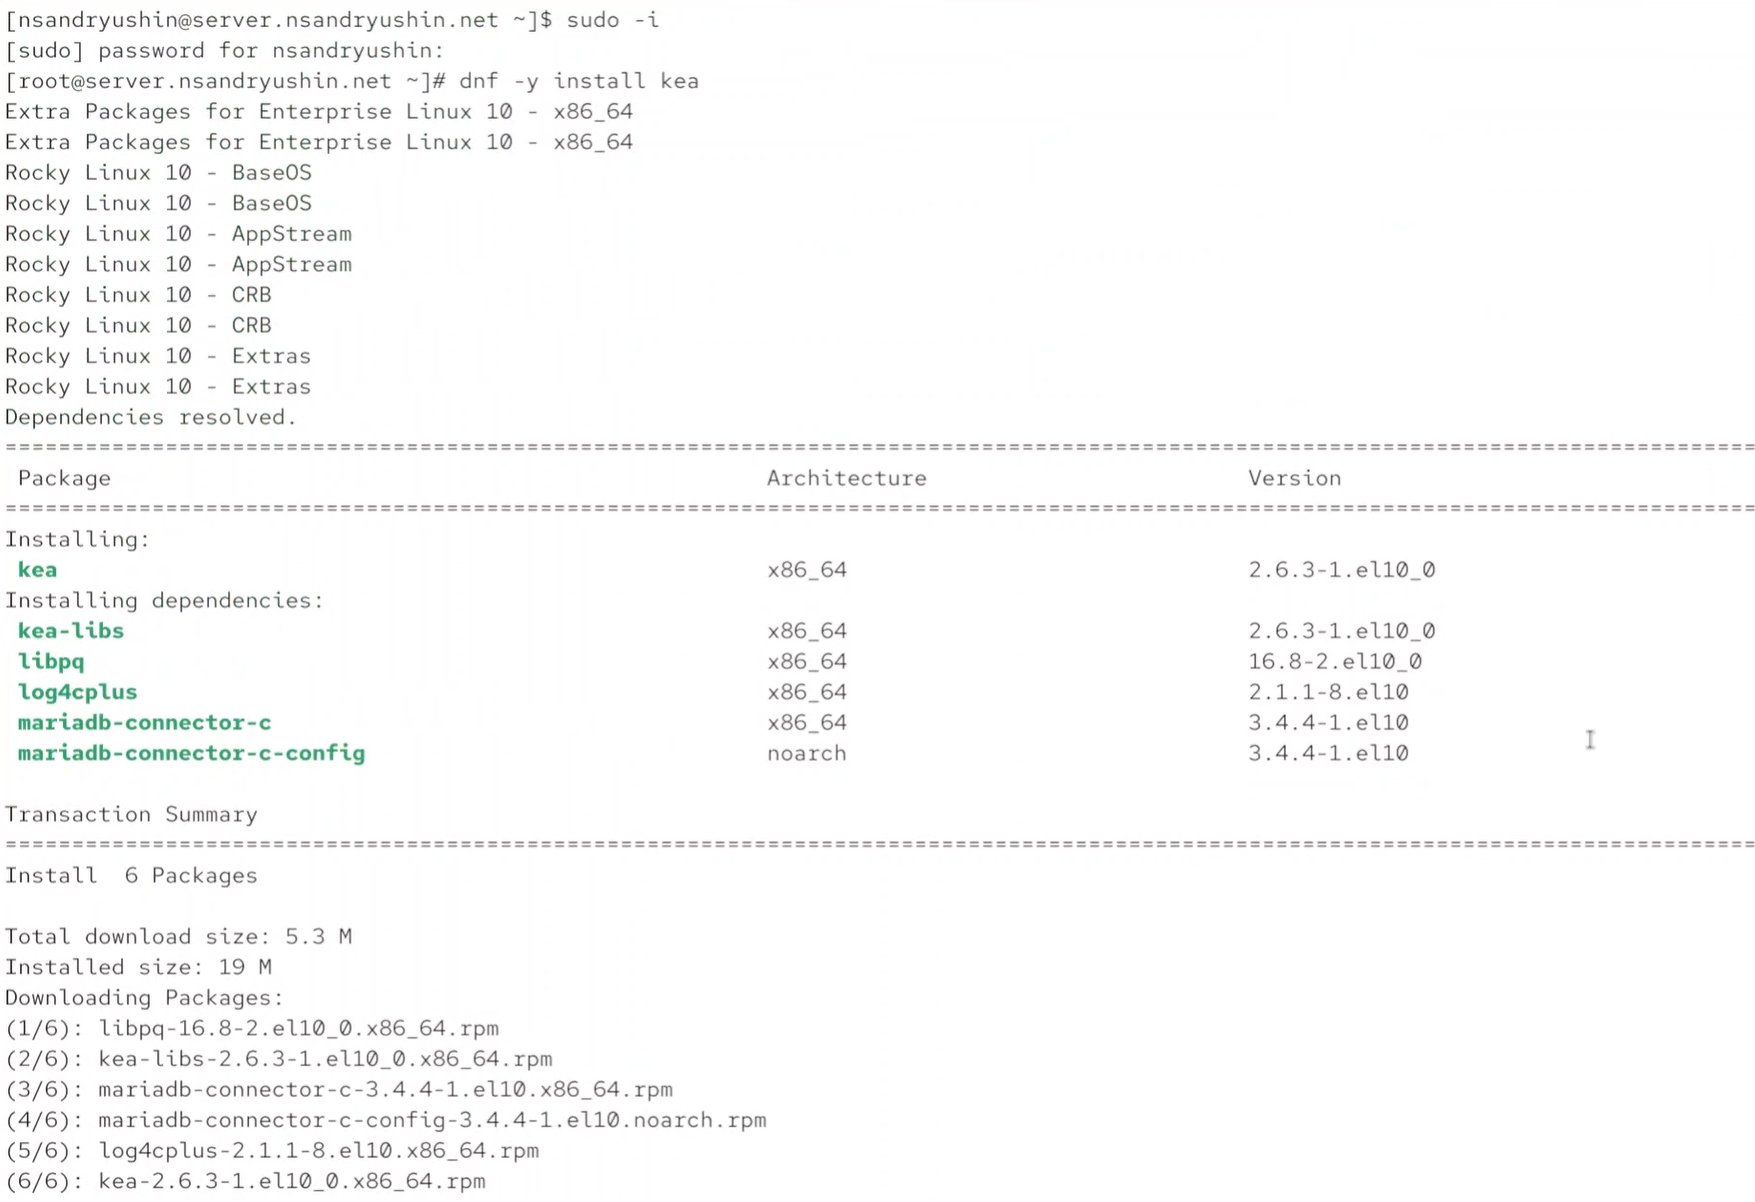 [nsandryushin@server.nsandryushin.net ~]$ sudo -i
[sudo] password for nsandryushin:
[root@server.nsandryushin.net ~]# dnf -y install kea
Extra Packages for Enterprise Linux 10 - x86_64
Extra Packages for Enterprise Linux 10 - x86_64
Rocky Linux 10 - BaseOS
Rocky Linux 10 - BaseOS
Rocky Linux 10 - AppStream
Rocky Linux 10 - AppStream
Rocky Linux 10 - CRB
Rocky Linux 10 - CRB
Rocky Linux 10 - Extras
Rocky Linux 10 - Extras
Dependencies resolved.
===================================================================================================================================
Package Architecture Version
===================================================================================================================================
Installing:
kea x86_64 2.6.3-1.el10_0
Installing dependencies:
kea-libs x86_64 2.6.3-1.el10_0
libpq x86_64 16.8-2.el10_0
log4cplus x86_64 2.1.1-8.el10
mariadb-connector-c x86_64 3.4.4-1.el10
mariadb-connector-c-config noarch 3.4.4-1.el10
Transaction Summary
===================================================================================================================================
Install  6 Packages
Total download size: 5.3 M
Installed size: 19 M
Downloading Packages:
(1/6): libpq-16.8-2.el10_0.x86_64.rpm
(2/6): kea-libs-2.6.3-1.el10_0.x86_64.rpm
(3/6): mariadb-connector-c-3.4.4-1.el10.x86_64.rpm
(4/6): mariadb-connector-c-config-3.4.4-1.el10.noarch.rpm
(5/6): log4cplus-2.1.1-8.el10.x86_64.rpm
(6/6): kea-2.6.3-1.el10_0.x86_64.rpm